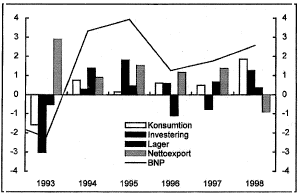 4 4
3 3
2 2
1 1
0 0
-1 -1
-2 -2
-3 -3
-4 -4
Konsumtion
Investering
Lager
Nettoexport
BNP
1993 1994 1995 1996 1997 1998